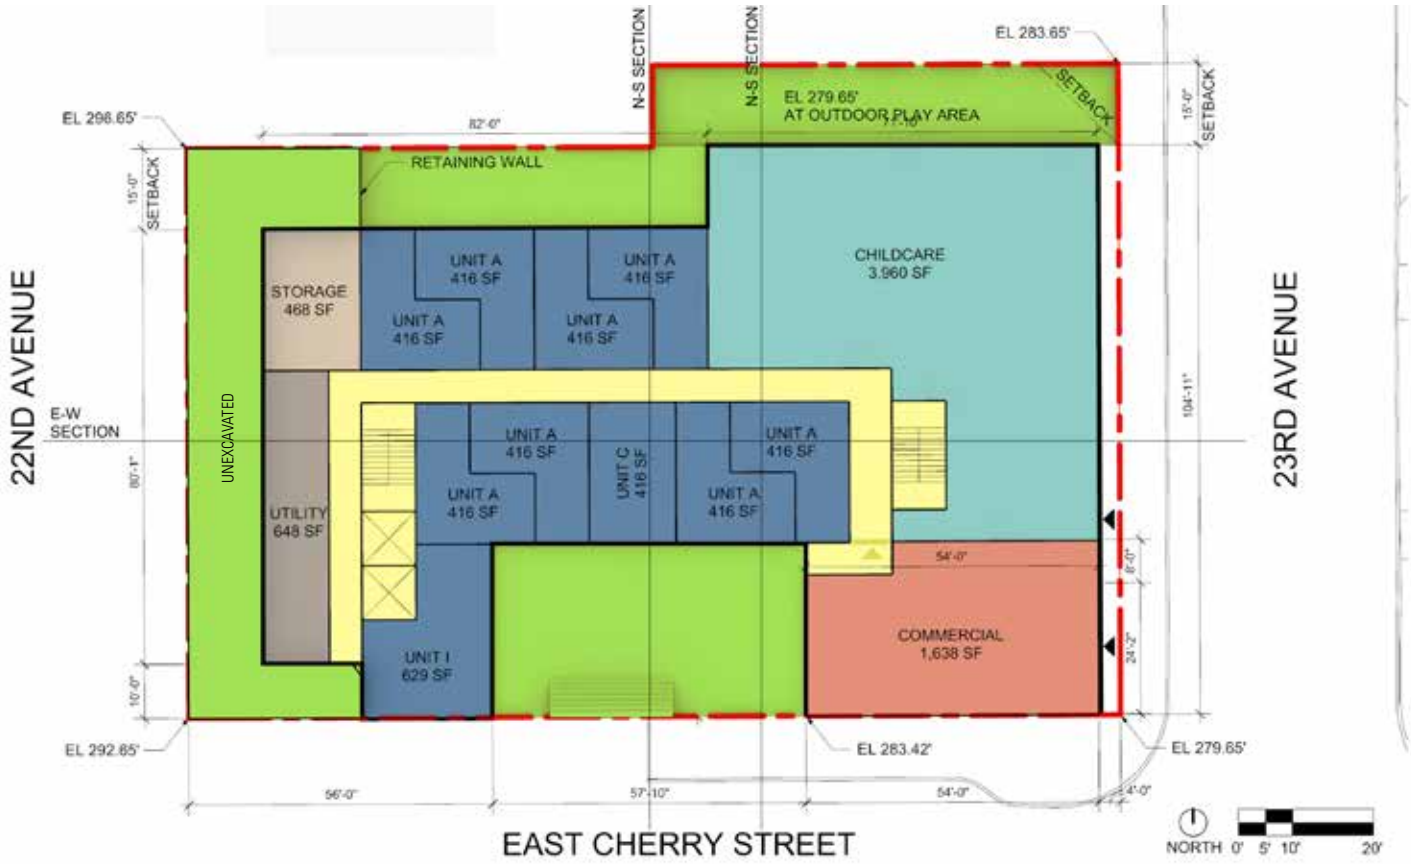 N-S SECTION
N-S SECTION
EL 283.65'
SETBACK
15'-0"
SETBACK
EL 279.65'
AT OUTDOOR PLAY AREA
EL 296.65'
82'-0"
RETAINING WALL
15'-0"
SETBACK
22ND AVENUE
23RD AVENUE
STORAGE
468 SF
UNIT A
416 SF
UNIT A
416 SF
UNIT A
416 SF
UNIT A
416 SF
CHILDCARE
3.960 SF
E-W
SECTION
UNEXCAVATED
80'-1"
104'-11"
UTILITY
648 SF
UNIT A
416 SF
UNIT A
416 SF
UNIT C
416 SF
UNIT A
416 SF
UNIT A
416 SF
54'-0"
8'-0"
24'-2"
COMMERCIAL
1,638 SF
UNIT I
629 SF
10'-0"
EL 292.65'
EL 283.42'
EL 279.65'
56'-0"
57'-10"
54'-0"
4'-0"
EAST CHERRY STREET
NORTH
0' 5' 10' 20'